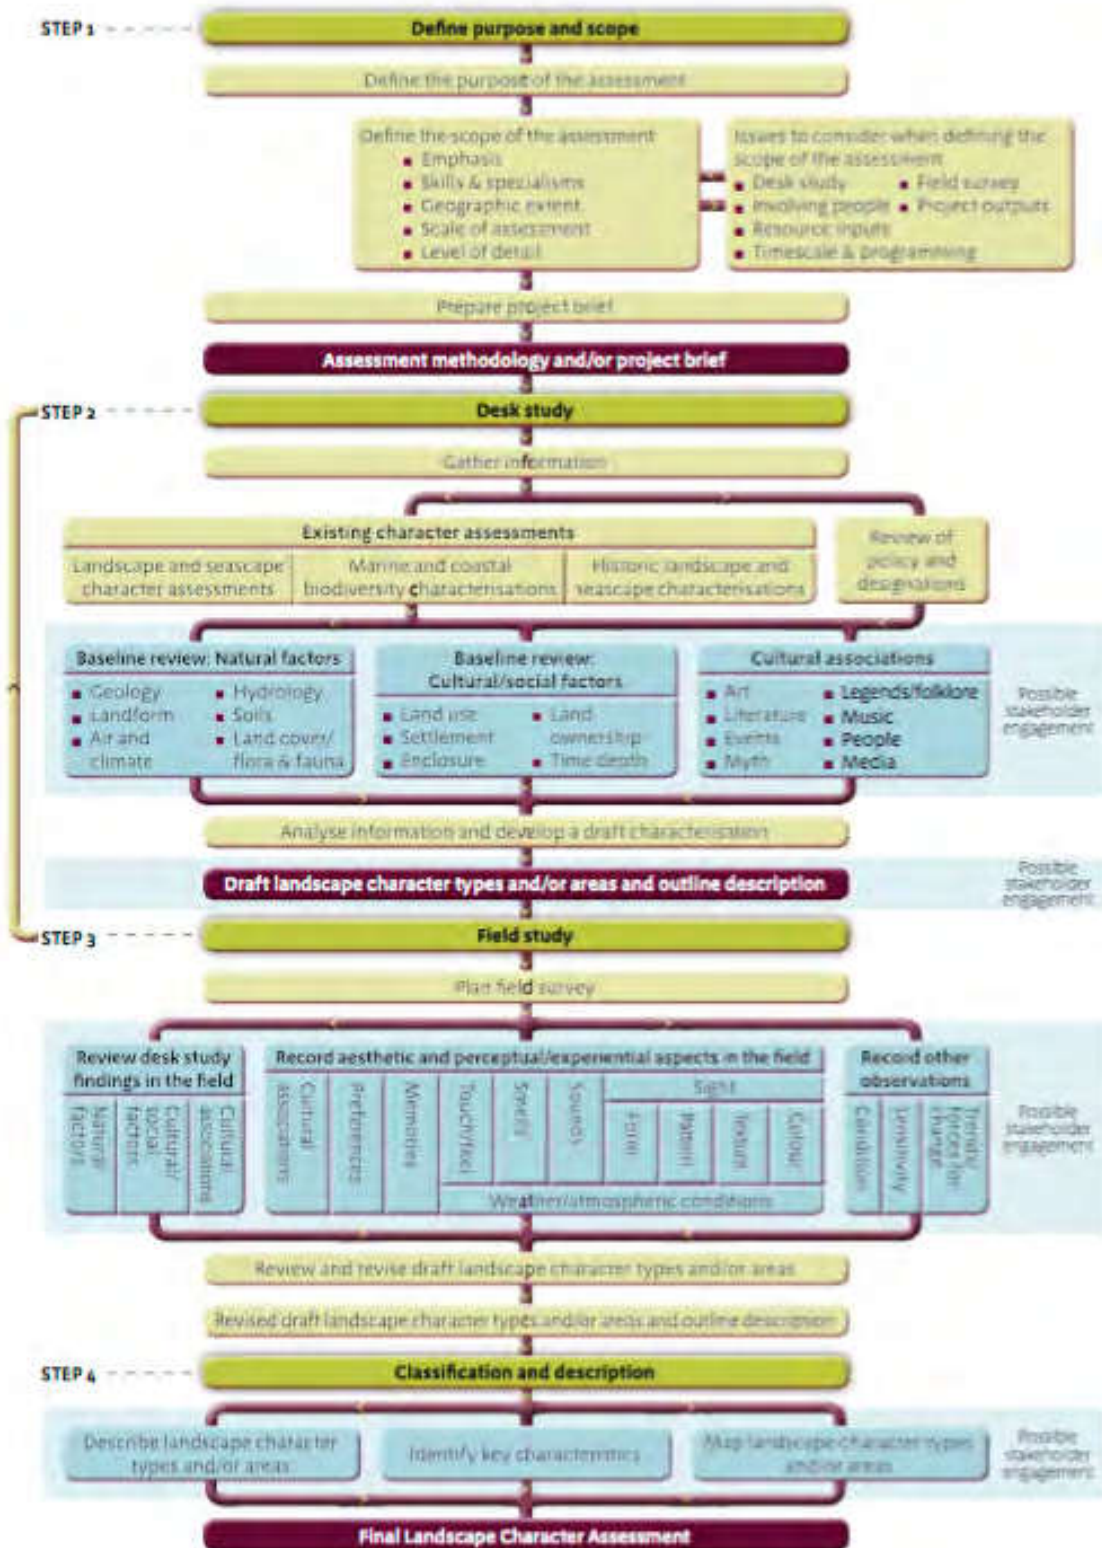 STEP 1
Define purpose and scope
Define the purpose of the assessment
Define the scope of the assessment
Emphasis
Skills & specialisms
Geographic extent
Scale of assessment
Level of detail
Issues to consider when defining the
scope of the assessment
Desk study
Field survey
Involving people
Project outputs
Resource inputs
Timescale & programming
Prepare project brief
Assessment methodology and/or project brief
STEP 2
Desk study
Gather information
Existing character assessments
Landscape and seascape
character assessments
Marine and coastal
biodiversity characterisations
Historic landscape and
seascape characterisations
Review of
policy and
designations
Baseline review: Natural factors
Geology
Landform
Air and
climate
Hydrology
Soils
Land cover/
flora & fauna
Baseline review:
Cultural/social factors
Land use
Settlement
Enclosure
Land
ownership
Time depth
Cultural associations
Art
Literature
Events
Myth
Legends/folklore
Music
People
Media
Possible
stakeholder
engagement
Analyse information and develop a draft characterisation
Draft landscape character types and/or areas and outline description
Possible
stakeholder
engagement
STEP 3
Field study
Plan field survey
Review desk study
findings in the field
Natural
factors
Cultural/
social
factors
Cultural
associations
Record aesthetic and perceptual/experiential aspects in the field
Cultural
associations
Preferences
Memories
Touch/feel
Smells
Sounds
Sight
Form
Pattern
Texture
Colour
Weather/atmospheric conditions
Record other
observations
Condition
Sensitivity
Trends/
forces for
change
Possible
stakeholder
engagement
Review and revise draft landscape character types and/or areas
Revised draft landscape character types and/or areas and outline description
STEP 4
Classification and description
Describe landscape character
types and/or areas
Identify key characteristics
Map landscape character types
and/or areas
Possible
stakeholder
engagement
Final Landscape Character Assessment